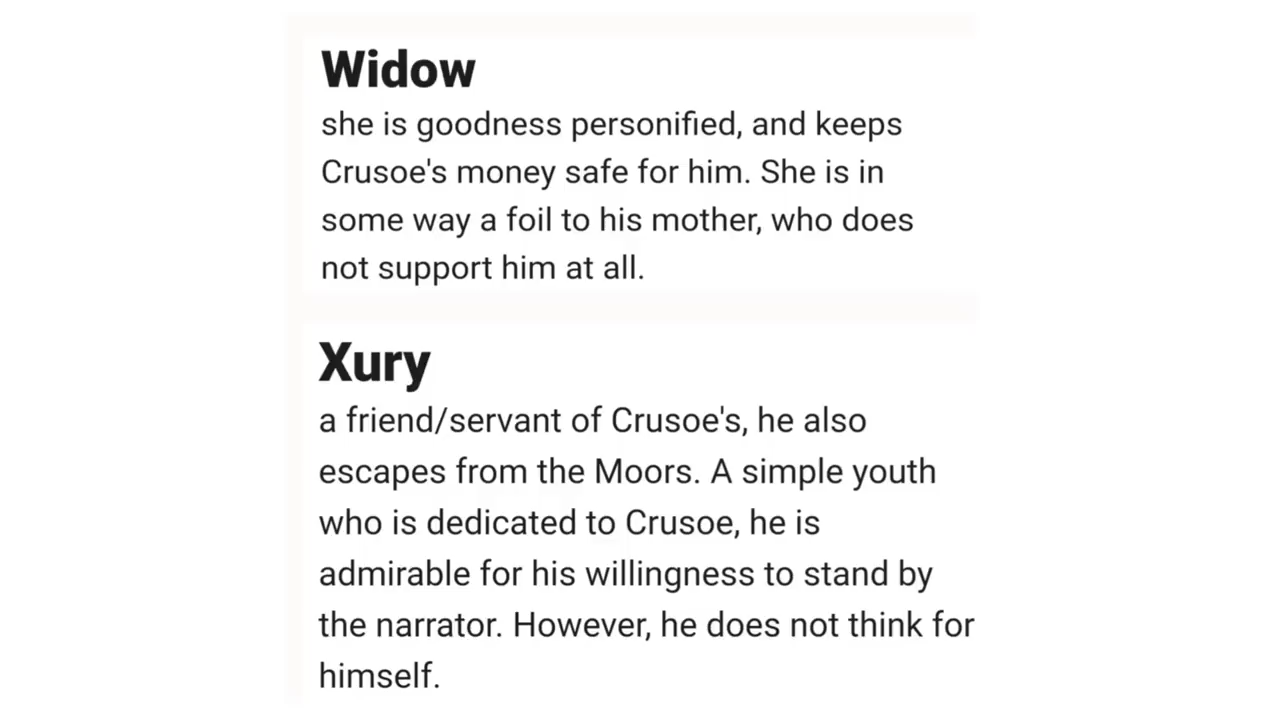 Widow
she is goodness personified, and keeps
Crusoe's money safe for him. She is in
some way a foil to his mother, who does
not support him at all.
Xury
a friend/servant of Crusoe's, he also
escapes from the Moors. A simple youth
who is dedicated to Crusoe, he is
admirable for his willingness to stand by
the narrator. However, he does not think for
himself.